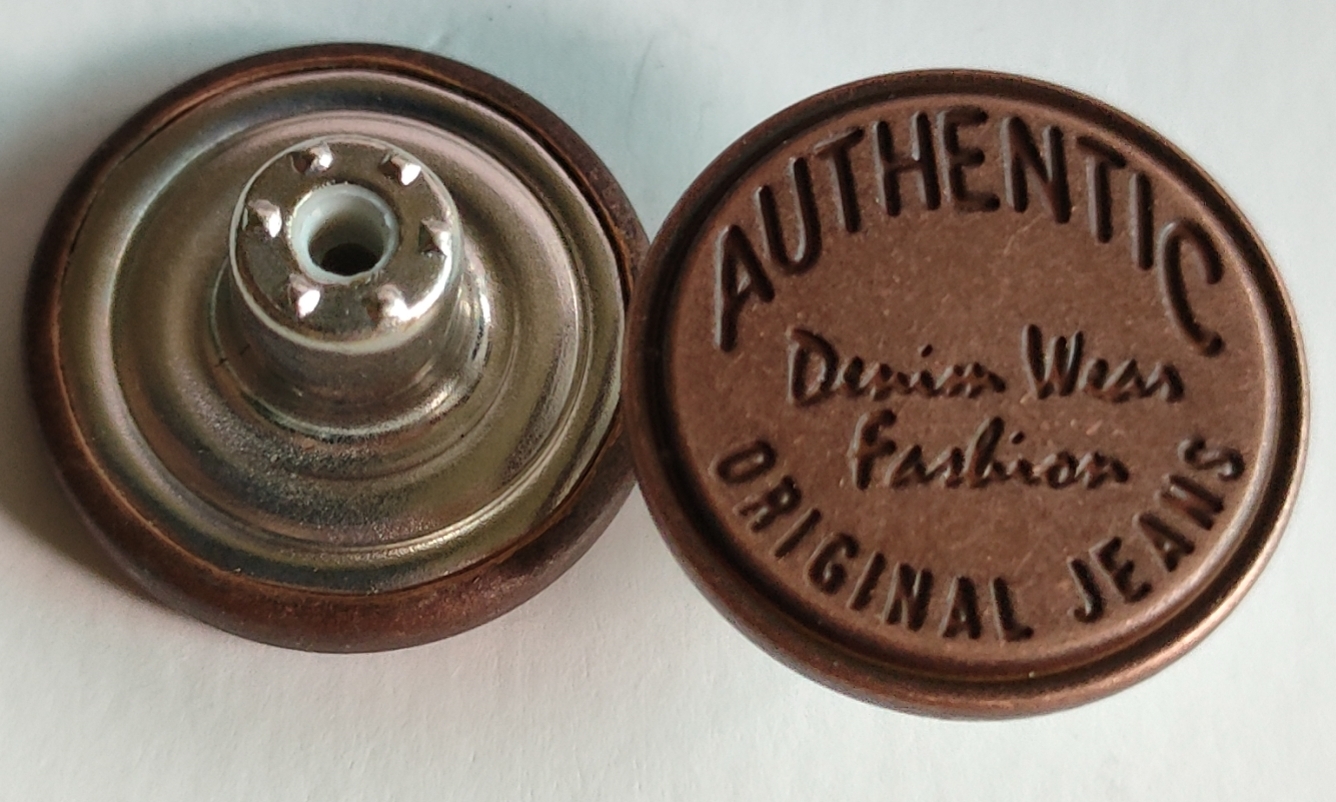 AUTHENTIC
Denim Wear
Fashion
ORIGINAL JEANS